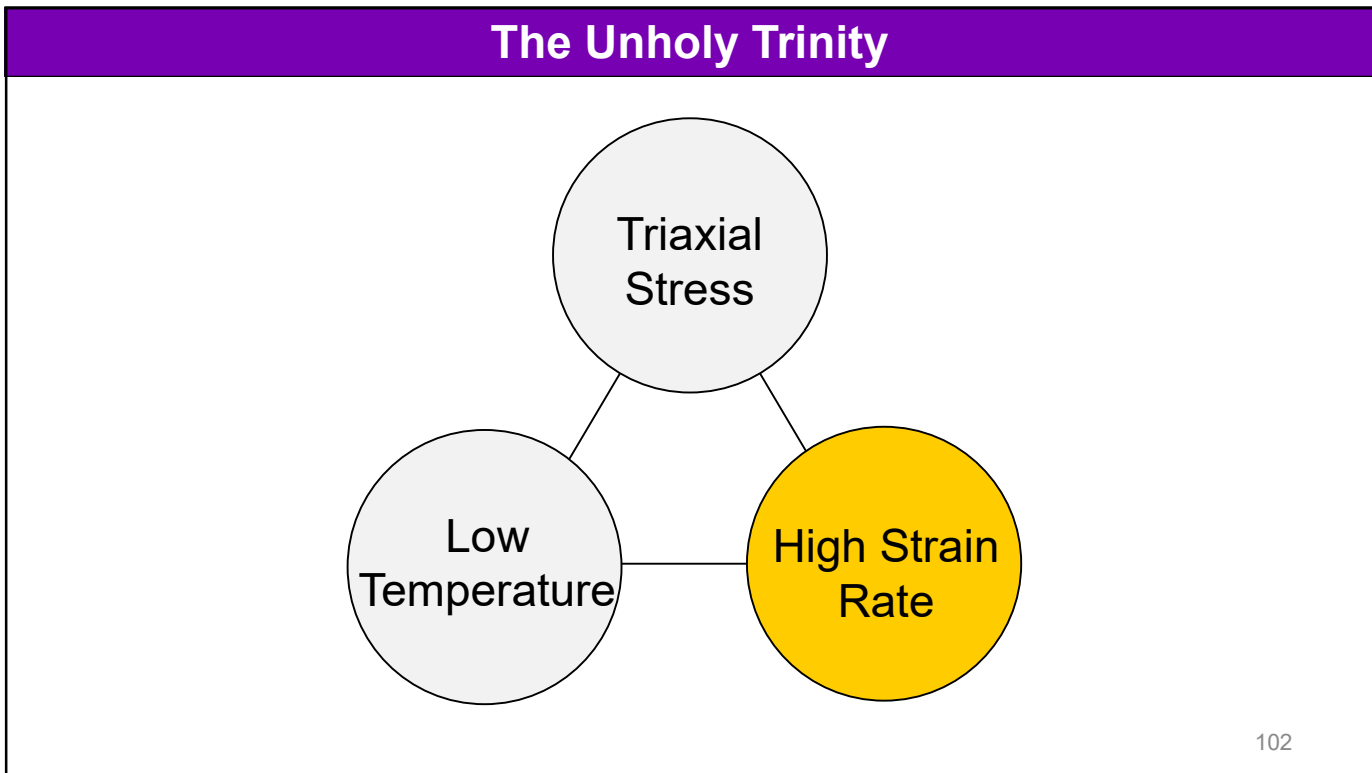 The Unholy Trinity
Triaxial
Stress
Low
Temperature
High Strain
Rate
102